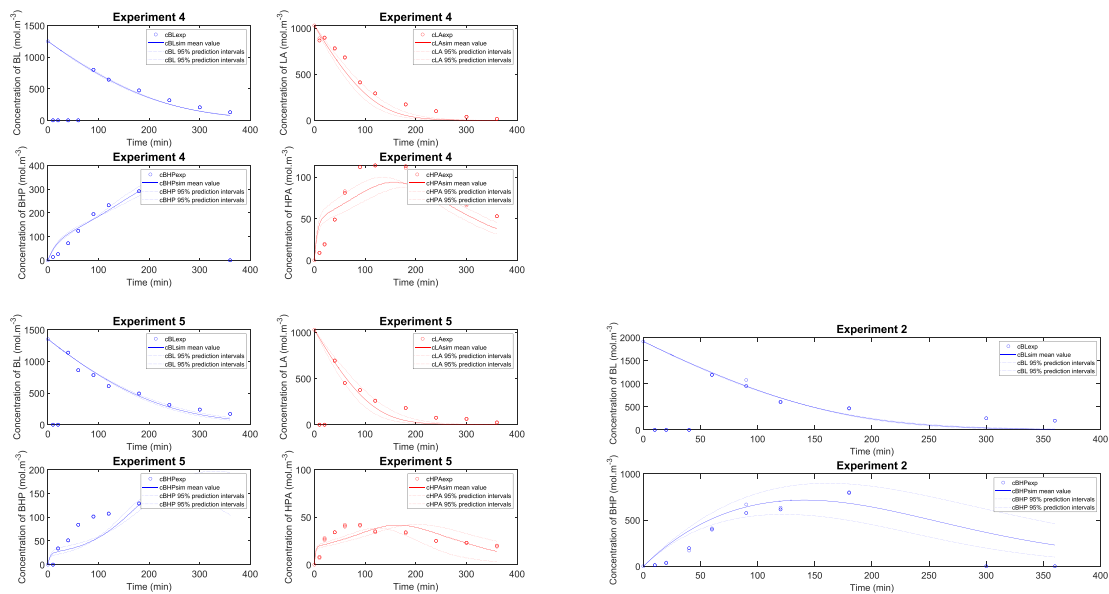 Experiment 4
Concentration of BL (mol.m-3)
1500
1000
500
0
0 100 200 300 400
Time (min)
cBLexp
cBLsim mean value
cBL 95% prediction intervals
cBL 95% prediction intervals
Experiment 4
Concentration of LA (mol.m-3)
1000
500
0
0 100 200 300 400
Time (min)
cLAexp
cLAsim mean value
cLA 95% prediction intervals
cLA 95% prediction intervals
Experiment 4
Concentration of BHP (mol.m-3)
400
300
200
100
0
0 100 200 300 400
Time (min)
cBHPexp
cBHPsim mean value
cBHP 95% prediction intervals
cBHP 95% prediction intervals
Experiment 4
Concentration of HPA (mol.m-3)
100
50
0
0 100 200 300 400
Time (min)
cHPAexp
cHPAsim mean value
cHPA 95% prediction intervals
cHPA 95% prediction intervals
Experiment 5
Concentration of BL (mol.m-3)
1500
1000
500
0
0 100 200 300 400
Time (min)
cBLexp
cBLsim mean value
cBL 95% prediction intervals
cBL 95% prediction intervals
Experiment 5
Concentration of LA (mol.m-3)
1000
500
0
0 100 200 300 400
Time (min)
cLAexp
cLAsim mean value
cLA 95% prediction intervals
cLA 95% prediction intervals
Experiment 5
Concentration of BHP (mol.m-3)
200
150
100
50
0
0 100 200 300 400
Time (min)
cBHPexp
cBHPsim mean value
cBHP 95% prediction intervals
cBHP 95% prediction intervals
Experiment 5
Concentration of HPA (mol.m-3)
100
50
0
0 100 200 300 400
Time (min)
cHPAexp
cHPAsim mean value
cHPA 95% prediction intervals
cHPA 95% prediction intervals
Experiment 2
Concentration of BL (mol.m-3)
2000
1500
1000
500
0
0 50 100 150 200 250 300 350 400
Time (min)
cBLexp
cBLsim mean value
cBL 95% prediction intervals
cBL 95% prediction intervals
Experiment 2
Concentration of BHP (mol.m-3)
1000
500
0
0 50 100 150 200 250 300 350 400
Time (min)
cBHPexp
cBHPsim mean value
cBHP 95% prediction intervals
cBHP 95% prediction intervals